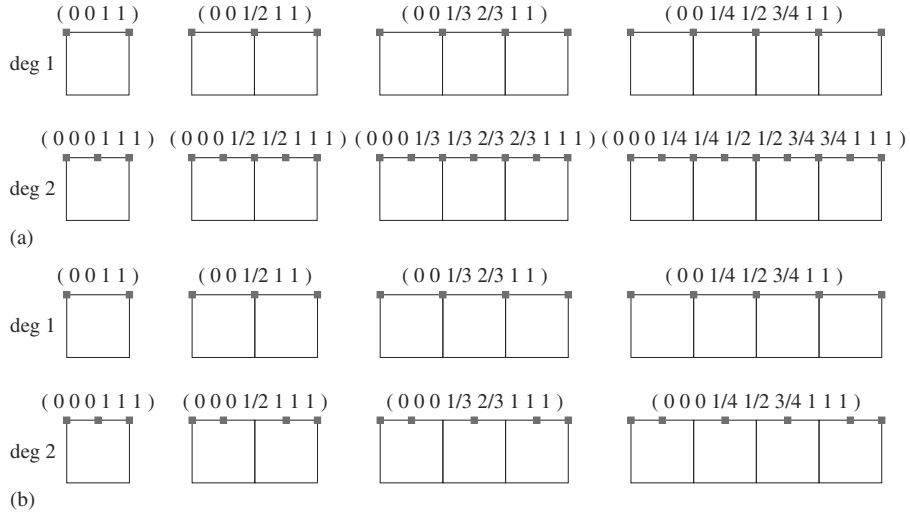 ( 0 0 1 1 ) ( 0 0 1/2 1 1 ) ( 0 0 1/3 2/3 1 1 ) ( 0 0 1/4 1/2 3/4 1 1 )
deg 1
( 0 0 0 1 1 1 ) ( 0 0 0 1/2 1/2 1 1 1 ) ( 0 0 0 1/3 1/3 2/3 2/3 1 1 1 ) ( 0 0 0 1/4 1/4 1/2 1/2 3/4 3/4 1 1 1 )
deg 2
(a)
( 0 0 1 1 ) ( 0 0 1/2 1 1 ) ( 0 0 1/3 2/3 1 1 ) ( 0 0 1/4 1/2 3/4 1 1 )
deg 1
( 0 0 0 1 1 1 ) ( 0 0 0 1/2 1 1 1 ) ( 0 0 0 1/3 2/3 1 1 1 ) ( 0 0 0 1/4 1/2 3/4 1 1 1 )
deg 2
(b)